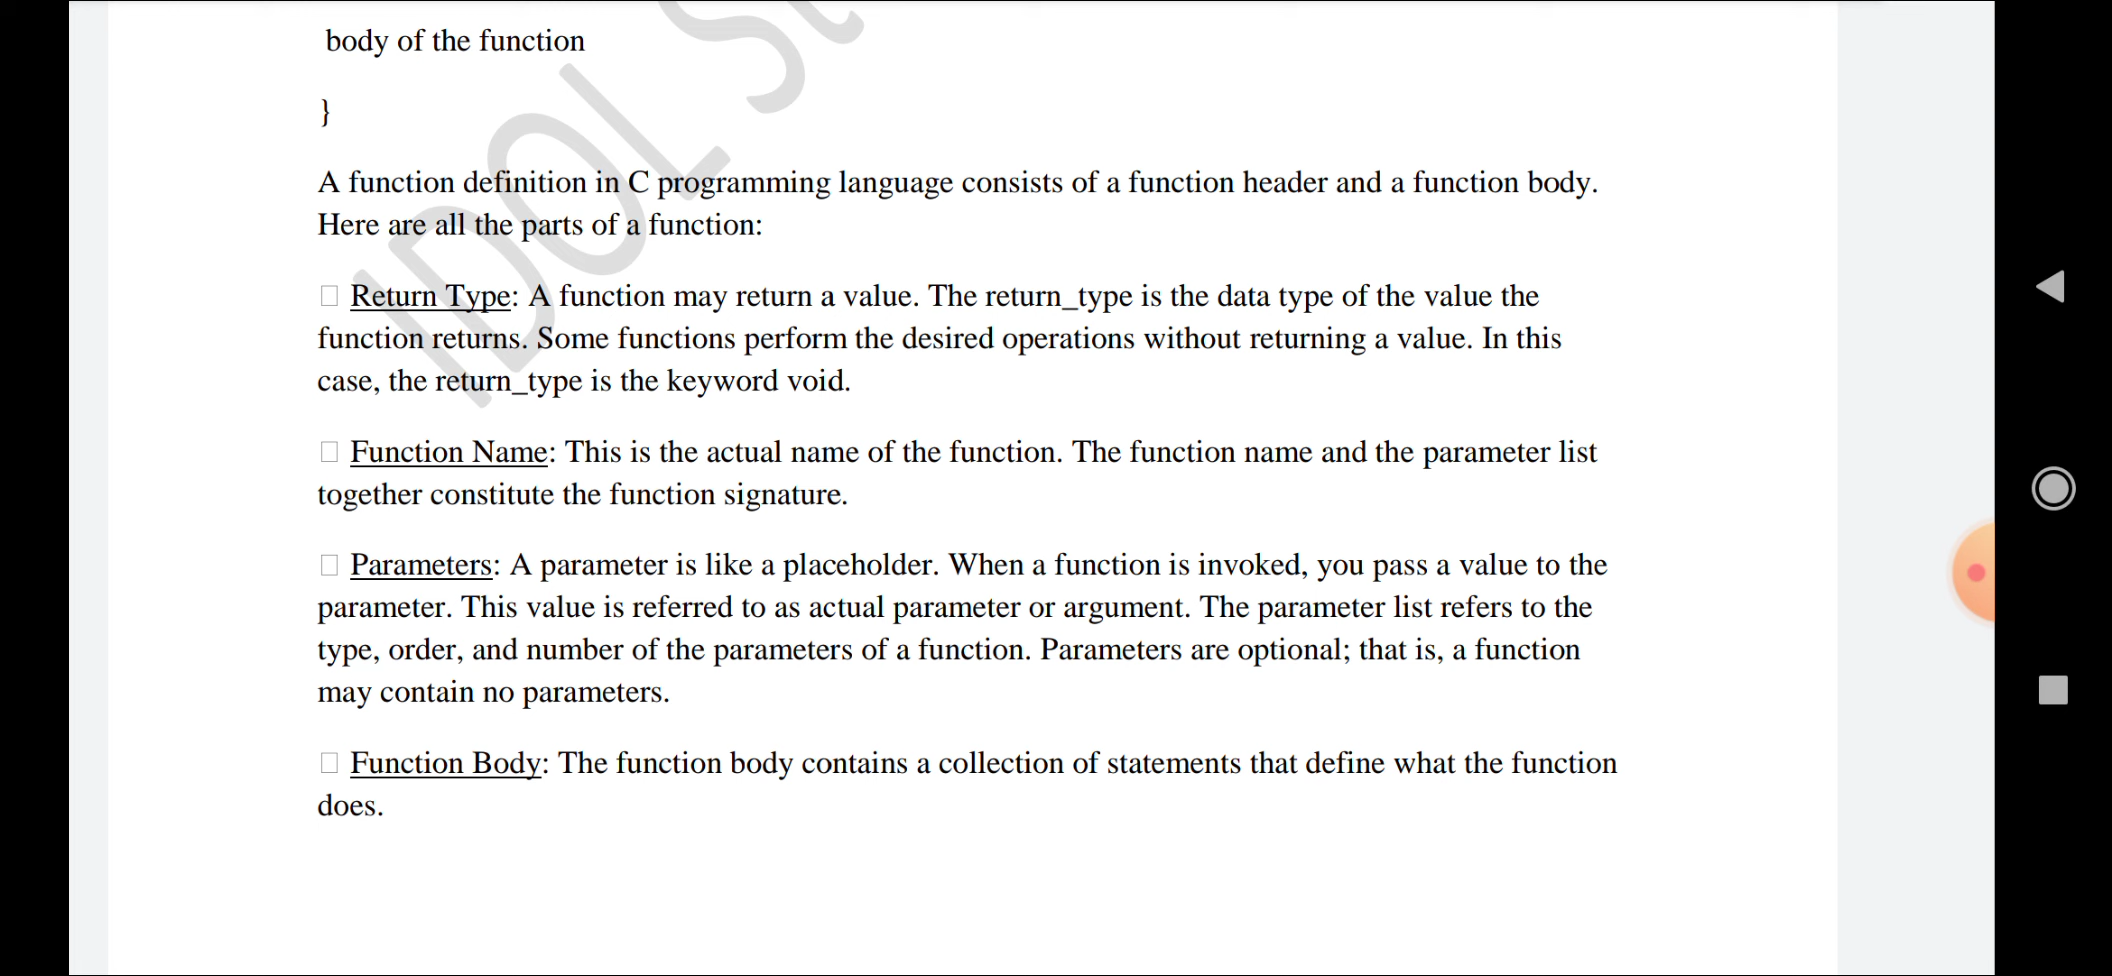 body of the function
}
A function definition in C programming language consists of a function header and a function body.
Here are all the parts of a function:
Return Type: A function may return a value. The return_type is the data type of the value the
function returns. Some functions perform the desired operations without returning a value. In this
case, the return_type is the keyword void.
Function Name: This is the actual name of the function. The function name and the parameter list
together constitute the function signature.
Parameters: A parameter is like a placeholder. When a function is invoked, you pass a value to the
parameter. This value is referred to as actual parameter or argument. The parameter list refers to the
type, order, and number of the parameters of a function. Parameters are optional; that is, a function
may contain no parameters.
Function Body: The function body contains a collection of statements that define what the function
does.
IDOL